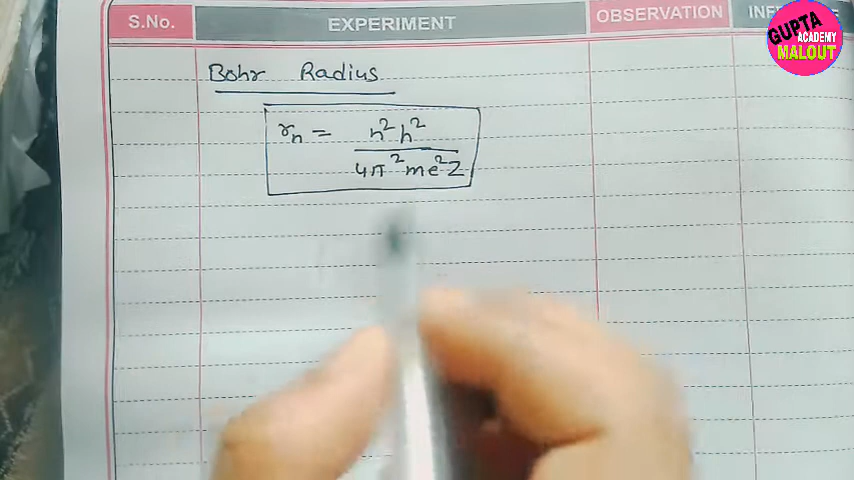 S.No. EXPERIMENT OBSERVATION
GUPTA
ACADEMY
MALOUT
Bohr Radius
rn = n²h²
4π²me²Z